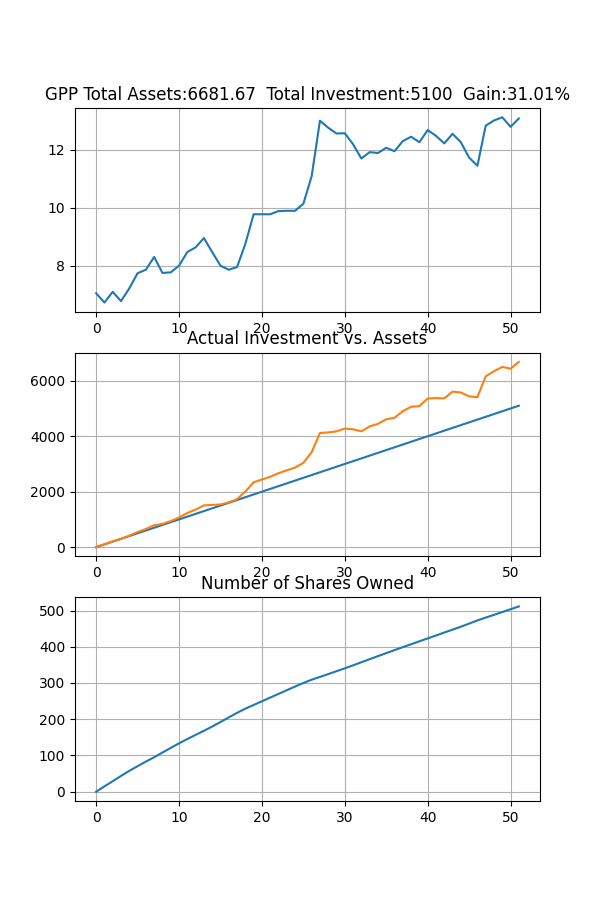 GPP Total Assets:6681.67  Total Investment:5100  Gain:31.01%
12
10
8
0 10 20 30 40 50
Actual Investment vs. Assets
6000
4000
2000
0
0 10 20 30 40 50
Number of Shares Owned
500
400
300
200
100
0
0 10 20 30 40 50